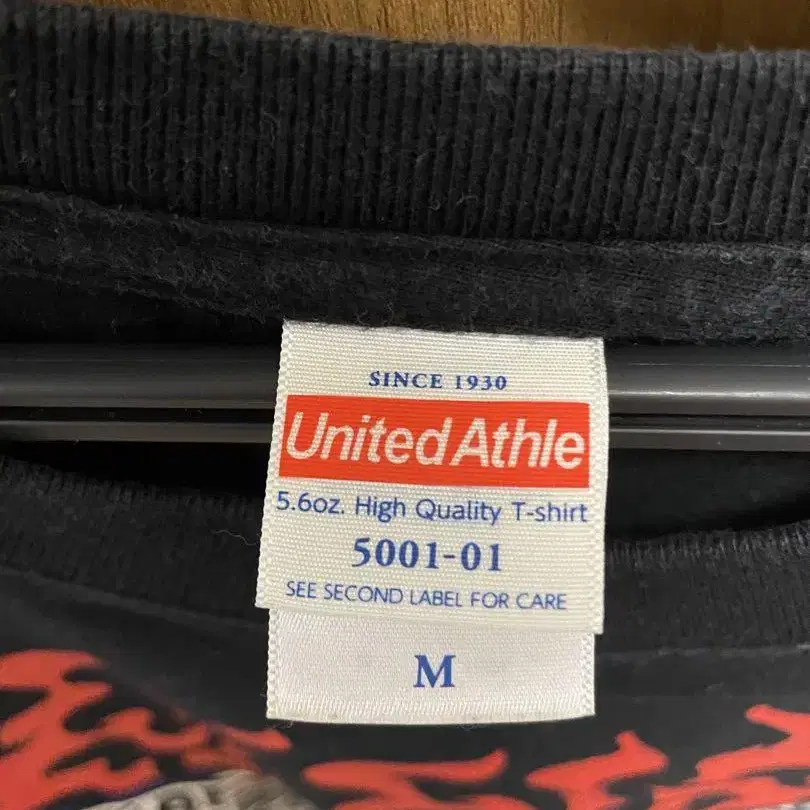 SINCE 1930
United Athle
5.6oz. High Quality T-shirt
5001-01
SEE SECOND LABEL FOR CARE
M